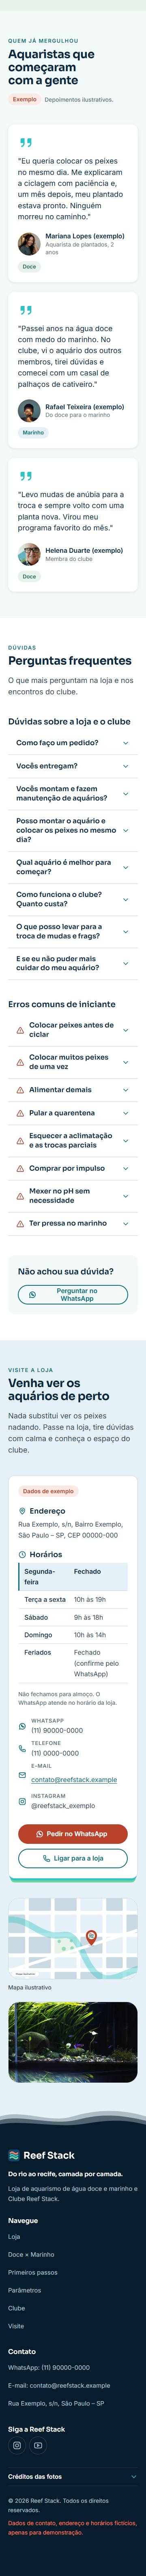 QUEM JÁ MERGULHOU
Aquaristas que
começaram
com a gente
Exemplo Depoimentos ilustrativos.
"Eu queria colocar os peixes
no mesmo dia. Me explicaram
a ciclagem com paciência e,
um mês depois, meu plantado
estava pronto. Ninguém
morreu no caminho."
Mariana Lopes (exemplo)
Aquarista de plantados, 2
anos
Doce
"Passei anos na água doce
com medo do marinho. No
clube, vi o aquário dos outros
membros, tirei dúvidas e
comecei com um casal de
palhaços de cativeiro."
Rafael Teixeira (exemplo)
Do doce para o marinho
Marinho
"Levo mudas de anúbia para a
troca e sempre volto com uma
planta nova. Virou meu
programa favorito do mês."
Helena Duarte (exemplo)
Membra do clube
Doce
DÚVIDAS
Perguntas frequentes
O que mais perguntam na loja e nos
encontros do clube.
Dúvidas sobre a loja e o clube
Como faço um pedido?
Vocês entregam?
Vocês montam e fazem
manutenção de aquários?
Posso montar o aquário e
colocar os peixes no mesmo
dia?
Qual aquário é melhor para
começar?
Como funciona o clube?
Quanto custa?
O que posso levar para a
troca de mudas e frags?
E se eu não puder mais
cuidar do meu aquário?
Erros comuns de iniciante
Colocar peixes antes de
ciclar
Colocar muitos peixes
de uma vez
Alimentar demais
Pular a quarentena
Esquecer a aclimatação
e as trocas parciais
Comprar por impulso
Mexer no pH sem
necessidade
Ter pressa no marinho
Não achou sua dúvida?
Perguntar no
WhatsApp
VISITE A LOJA
Venha ver os
aquários de perto
Nada substitui ver os peixes
nadando. Passe na loja, tire dúvidas
com calma e conheça o espaço do
clube.
Dados de exemplo
Endereço
Rua Exemplo, s/n, Bairro Exemplo,
São Paulo – SP, CEP 00000-000
Horários
Segunda-feira Fechado
Terça a sexta 10h às 19h
Sábado 9h às 18h
Domingo 10h às 14h
Feriados Fechado
(confirme pelo
WhatsApp)
Não fechamos para almoço. O
WhatsApp atende no horário da loja.
WHATSAPP
(11) 90000-0000
TELEFONE
(11) 0000-0000
E-MAIL
contato@reefstack.example
INSTAGRAM
@reefstack_exemplo
Pedir no WhatsApp
Ligar para a loja
Mapa ilustrativo
Reef Stack
Do rio ao recife, camada por camada.
Loja de aquarismo de água doce e marinho e
Clube Reef Stack.
Navegue
Loja
Doce × Marinho
Primeiros passos
Parâmetros
Clube
Visite
Contato
WhatsApp: (11) 90000-0000
E-mail: contato@reefstack.example
Rua Exemplo, s/n, São Paulo – SP
Siga a Reef Stack
Créditos das fotos
© 2026 Reef Stack. Todos os direitos
reservados.
Dados de contato, endereço e horários fictícios,
apenas para demonstração.